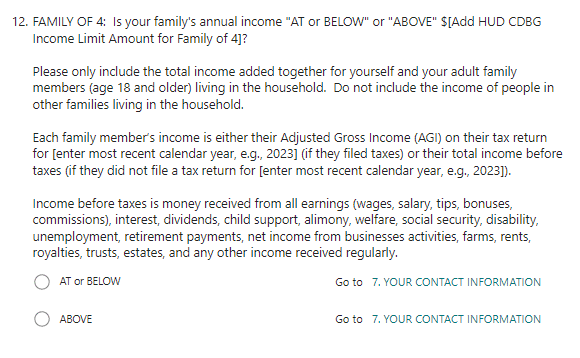 12. FAMILY OF 4: Is your family's annual income "AT or BELOW" or "ABOVE" $[Add HUD CDBG
Income Limit Amount for Family of 4]?
Please only include the total income added together for yourself and your adult family
members (age 18 and older) living in the household. Do not include the income of people in
other families living in the household.
Each family member's income is either their Adjusted Gross Income (AGI) on their tax return
for [enter most recent calendar year, e.g., 2023] (if they filed taxes) or their total income before
taxes (if they did not file a tax return for [enter most recent calendar year, e.g., 2023]).
Income before taxes is money received from all earnings (wages, salary, tips, bonuses,
commissions), interest, dividends, child support, alimony, welfare, social security, disability,
unemployment, retirement payments, net income from businesses activities, farms, rents,
royalties, trusts, estates, and any other income received regularly.
AT or BELOW Go to 7. YOUR CONTACT INFORMATION
ABOVE Go to 7. YOUR CONTACT INFORMATION